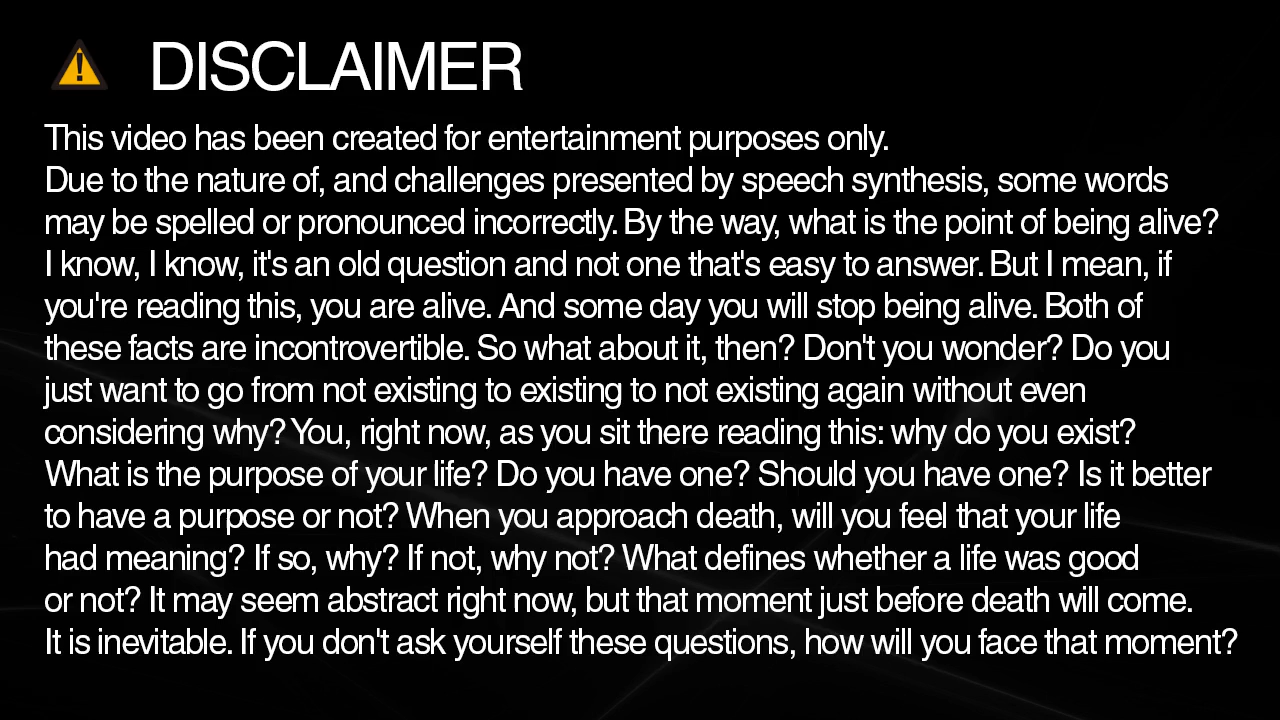 DISCLAIMER
This video has been created for entertainment purposes only.
Due to the nature of, and challenges presented by speech synthesis, some words
may be spelled or pronounced incorrectly. By the way, what is the point of being alive?
I know, I know, it's an old question and not one that's easy to answer. But I mean, if
you're reading this, you are alive. And some day you will stop being alive. Both of
these facts are incontrovertible. So what about it, then? Don't you wonder? Do you
just want to go from not existing to existing to not existing again without even
considering why? You, right now, as you sit there reading this: why do you exist?
What is the purpose of your life? Do you have one? Should you have one? Is it better
to have a purpose or not? When you approach death, will you feel that your life
had meaning? If so, why? If not, why not? What defines whether a life was good
or not? It may seem abstract right now, but that moment just before death will come.
It is inevitable. If you don't ask yourself these questions, how will you face that moment?